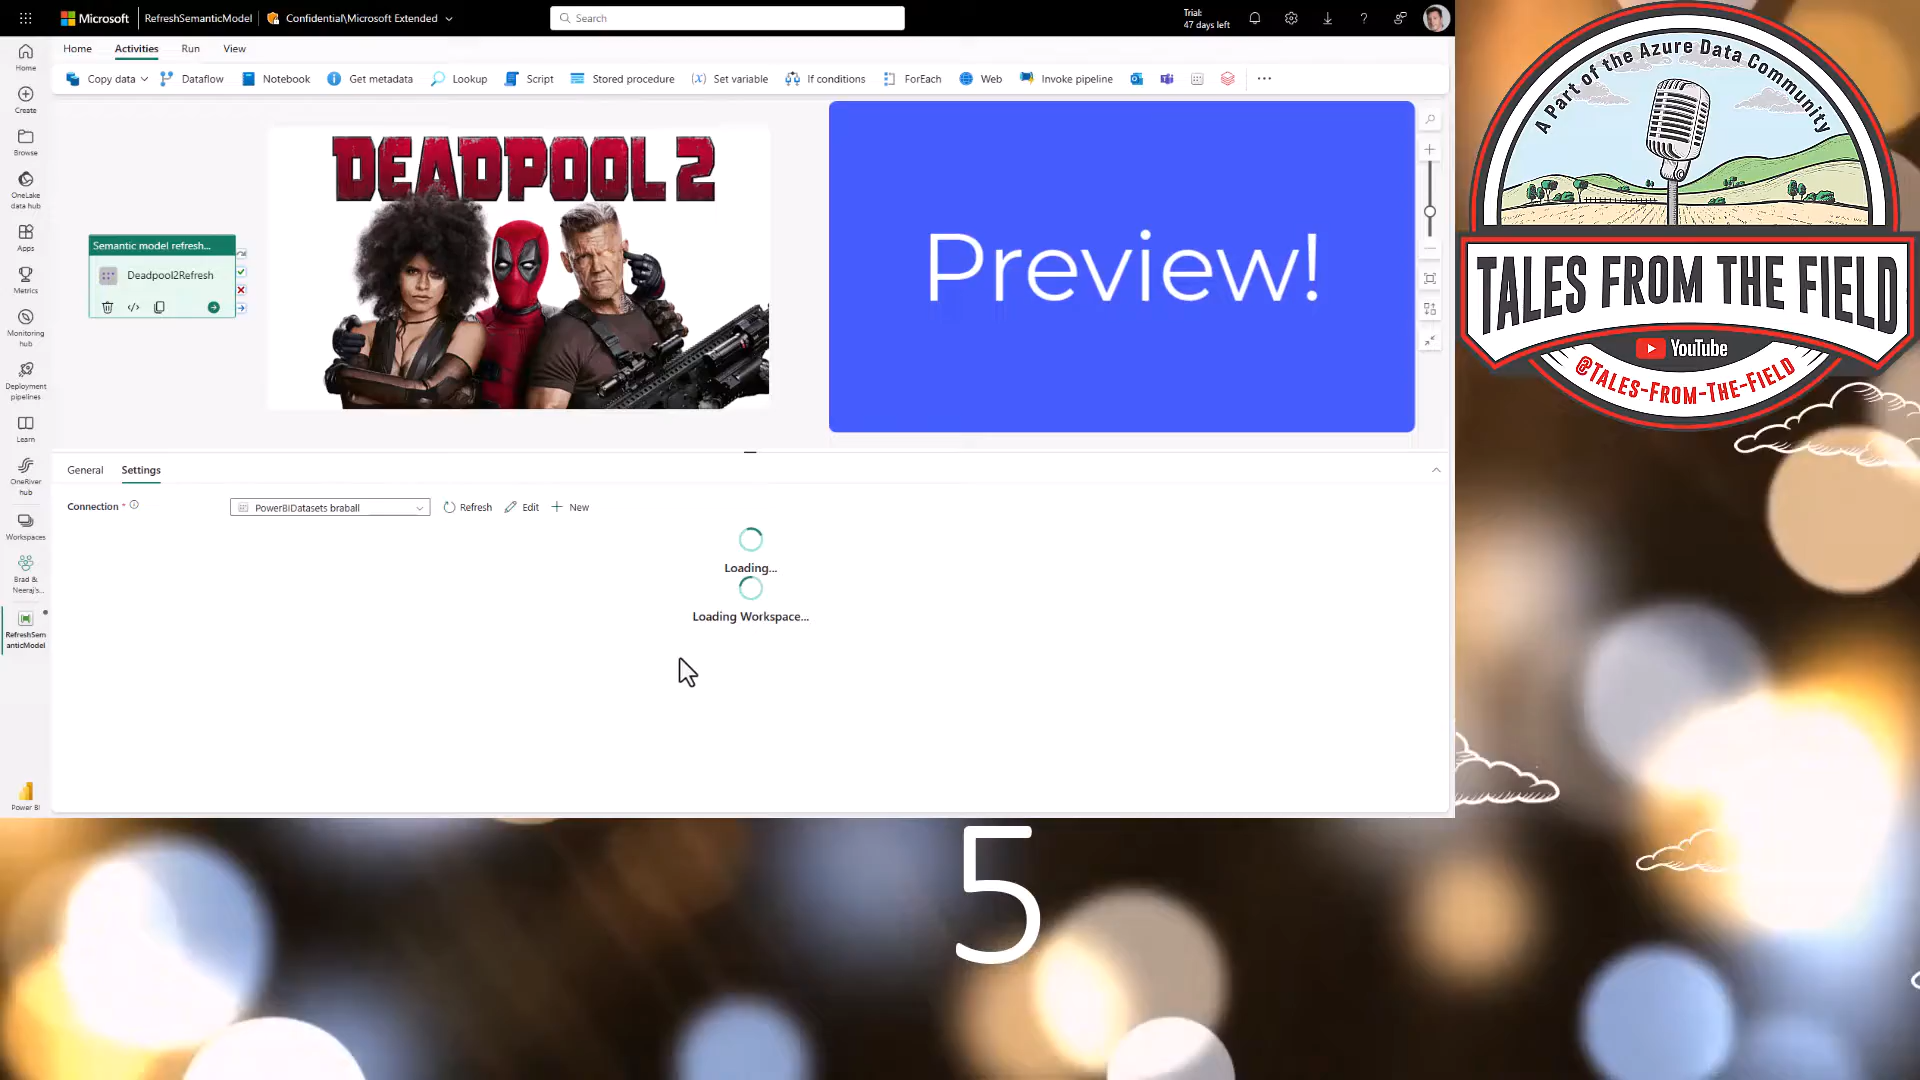 Microsoft
RefreshSemanticModel
Confidential\Microsoft Extended
Search
Trial:
47 days left
Home
Activities
Run
View
Copy data
Dataflow
Notebook
Get metadata
Lookup
Script
Stored procedure
Set variable
If conditions
ForEach
Web
Invoke pipeline
Home
Create
Browse
OneLake
data hub
Apps
Metrics
Monitoring
hub
Deployment
pipelines
Learn
OneRiver
hub
Workspaces
Brad &
Neeraj's...
RefreshSem
anticModel
Power BI
Semantic model refresh...
Deadpool2Refresh
DEADPOOL 2
Preview!
General
Settings
Connection *
PowerBIDatasets braball
Refresh
Edit
New
Loading...
Loading Workspace...
A Part of the Azure Data Community
TALES FROM THE FIELD
YouTube
@TALES-FROM-THE-FIELD
5